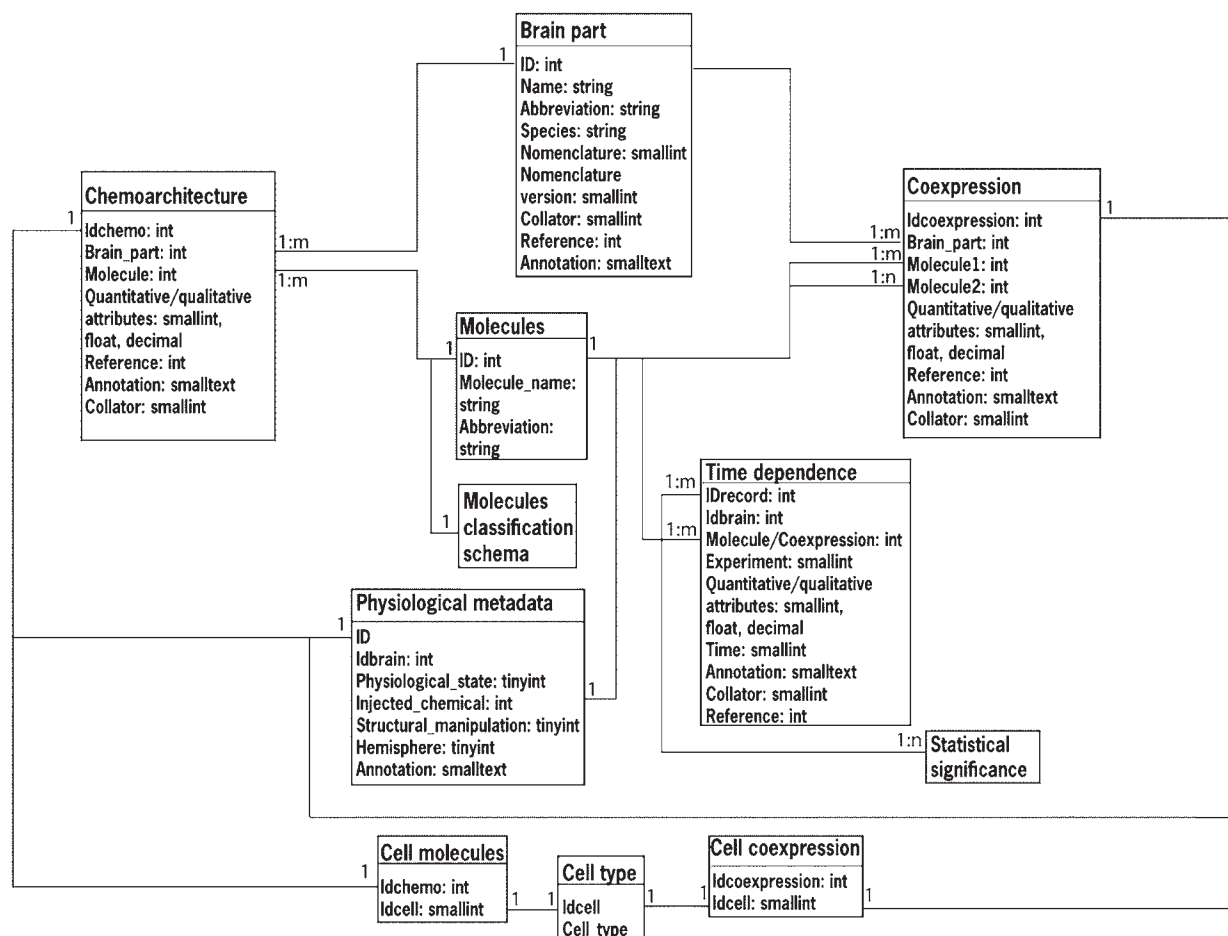 Brain part
1
1
ID: int
Name: string
Abbreviation: string
Species: string
Nomenclature: smallint
Nomenclature
version: smallint
Collator: smallint
Reference: int
Annotation: smalltext
Chemoarchitecture
1
Idchemo: int
Brain_part: int
Molecule: int
Quantitative/qualitative
attributes: smallint,
float, decimal
Reference: int
Annotation: smalltext
Collator: smallint
1:m
1:m
Coexpression
1
Idcoexpression: int
Brain_part: int
Molecule1: int
Molecule2: int
Quantitative/qualitative
attributes: smallint,
float, decimal
Reference: int
Annotation: smalltext
Collator: smallint
1:m
1:m
1:n
Molecules
1
1
ID: int
Molecule_name:
string
Abbreviation:
string
1
Molecules
classification
schema
Time dependence
1:m
IDrecord: int
Idbrain: int
1:m
Molecule/Coexpression: int
Experiment: smallint
Quantitative/qualitative
attributes: smallint,
float, decimal
Time: smallint
Annotation: smalltext
Collator: smallint
Reference: int
Physiological metadata
1
ID
Idbrain: int
Physiological_state: tinyint
1
Injected_chemical: int
Structural_manipulation: tinyint
Hemisphere: tinyint
Annotation: smalltext
1:n
Statistical
significance
Cell molecules
1
Idchemo: int
Idcell: smallint
1
Cell type
1
1
Idcell
Cell_type
Cell coexpression
1
Idcoexpression: int
Idcell: smallint
1